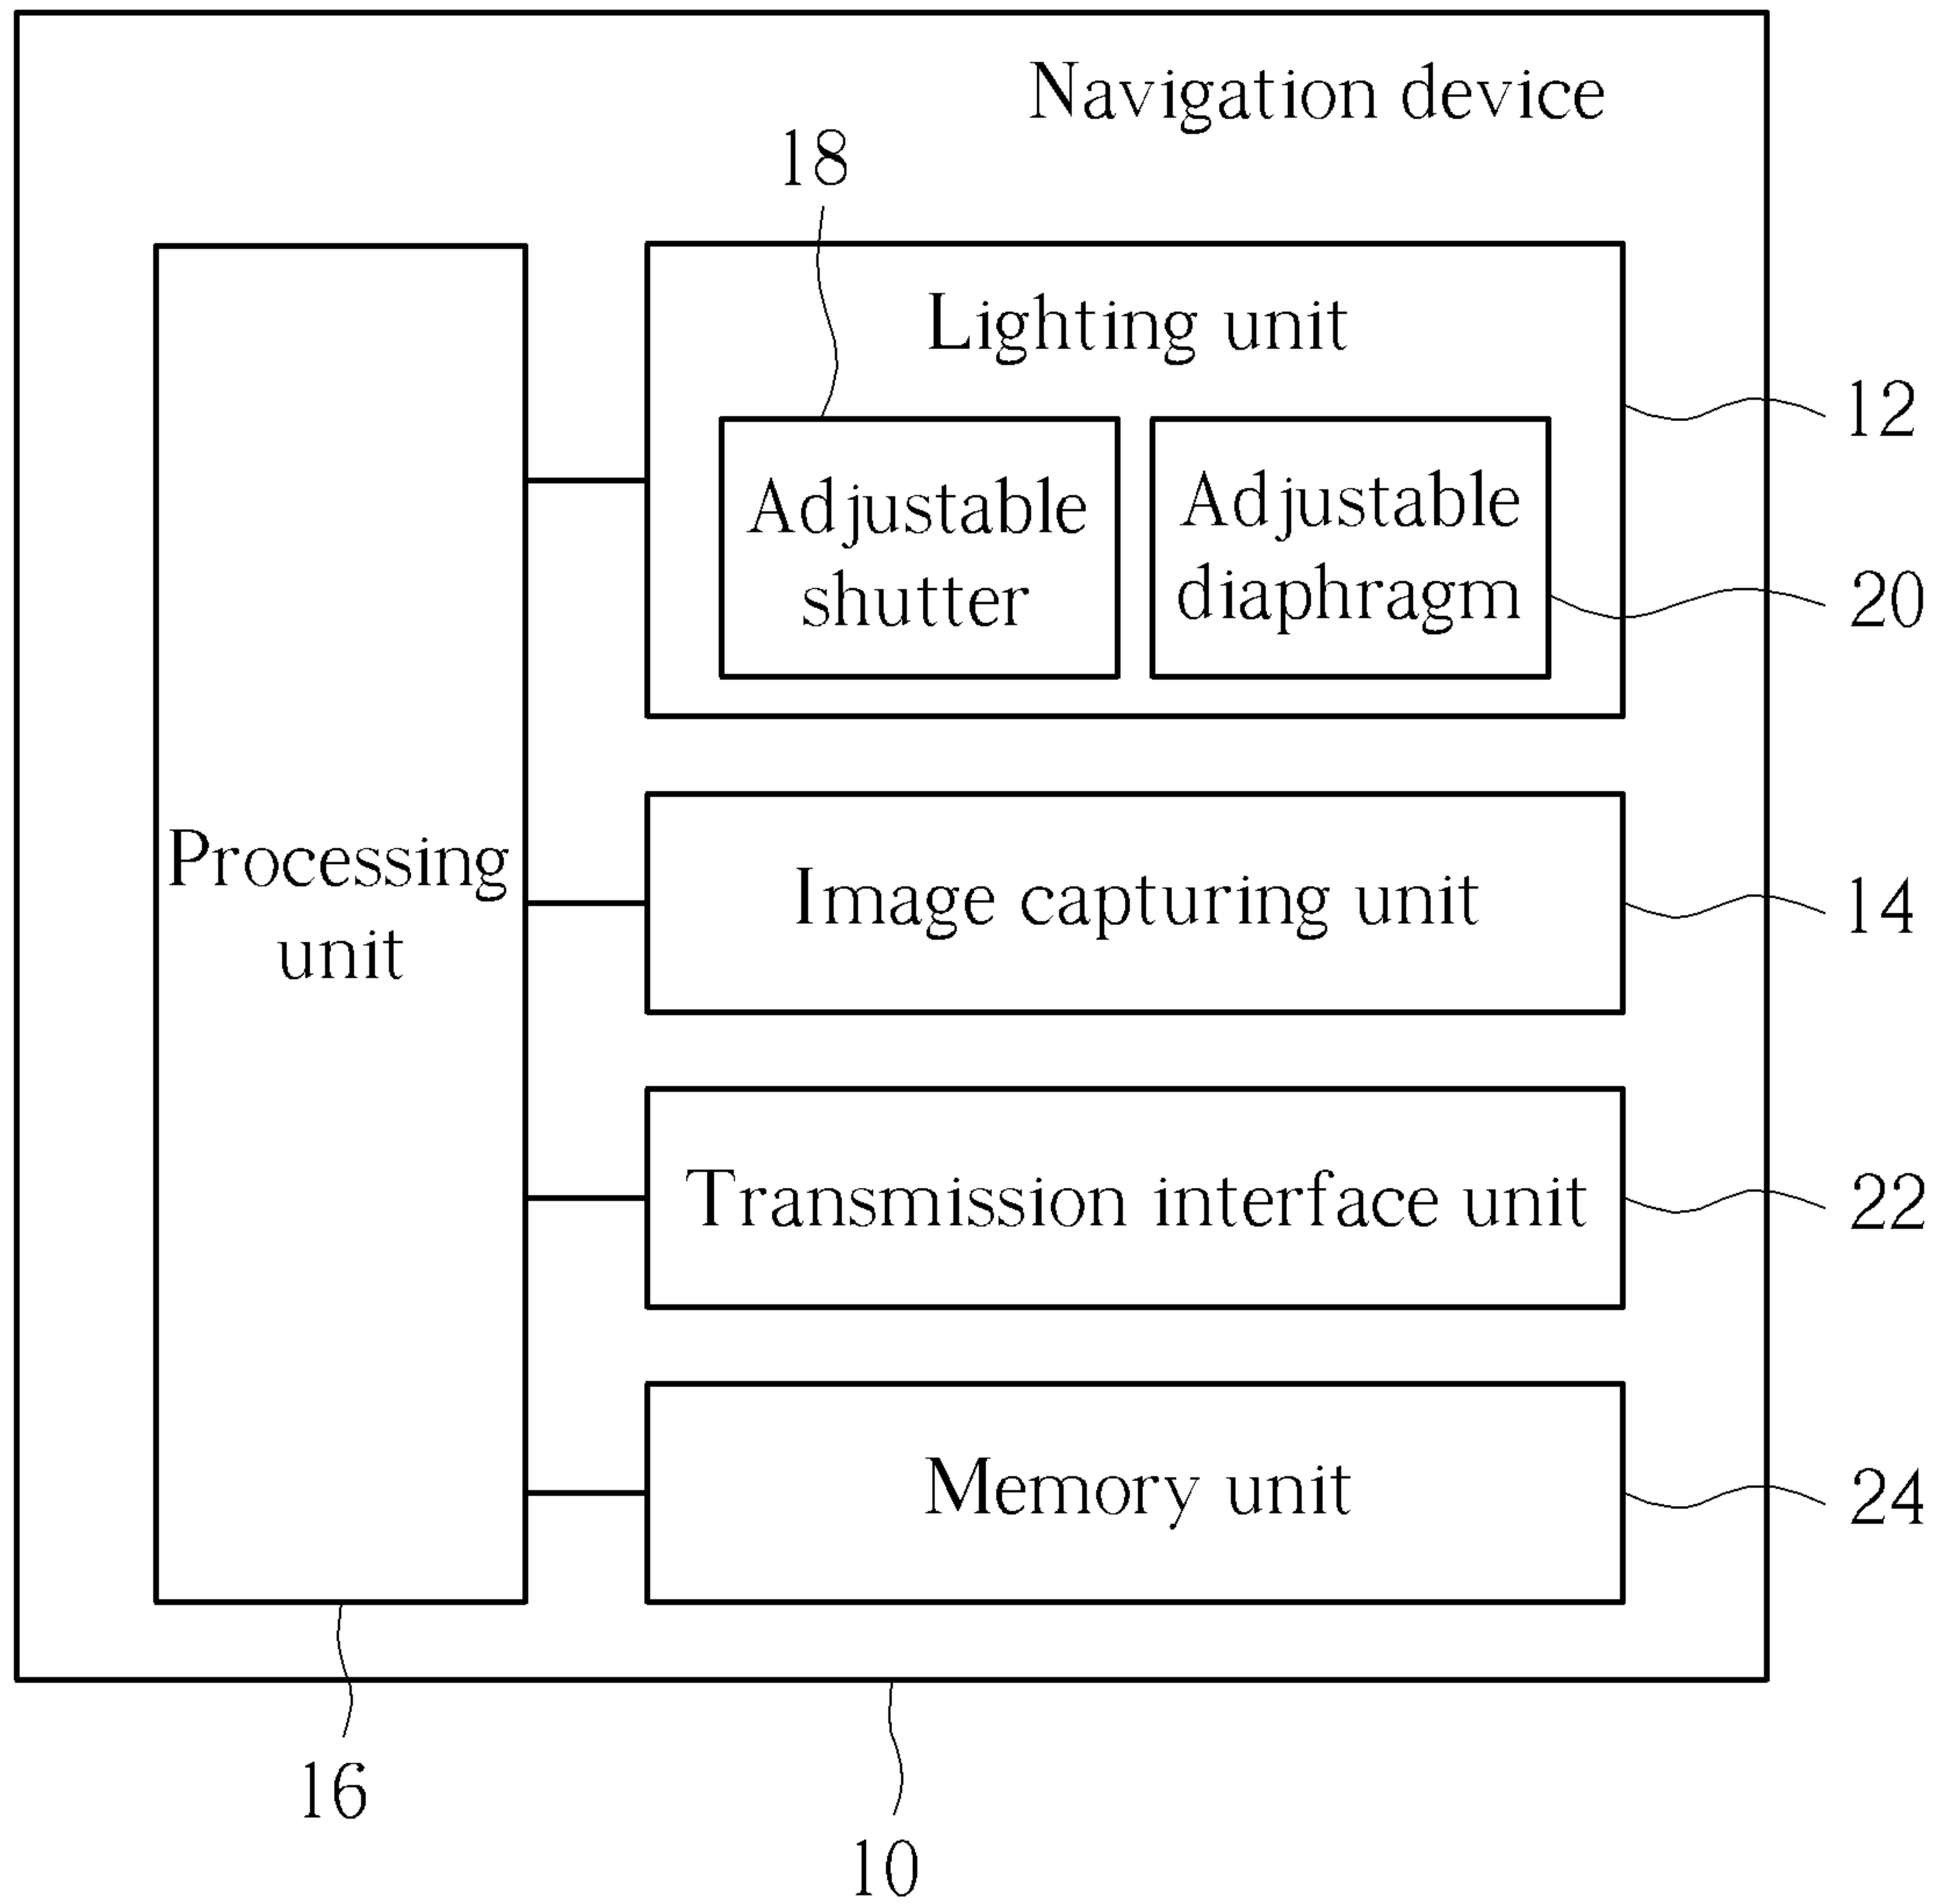 Navigation device
18
Lighting unit
12
Adjustable
shutter
Adjustable
diaphragm
20
Processing
unit
Image capturing unit
14
Transmission interface unit
22
Memory unit
24
16
10